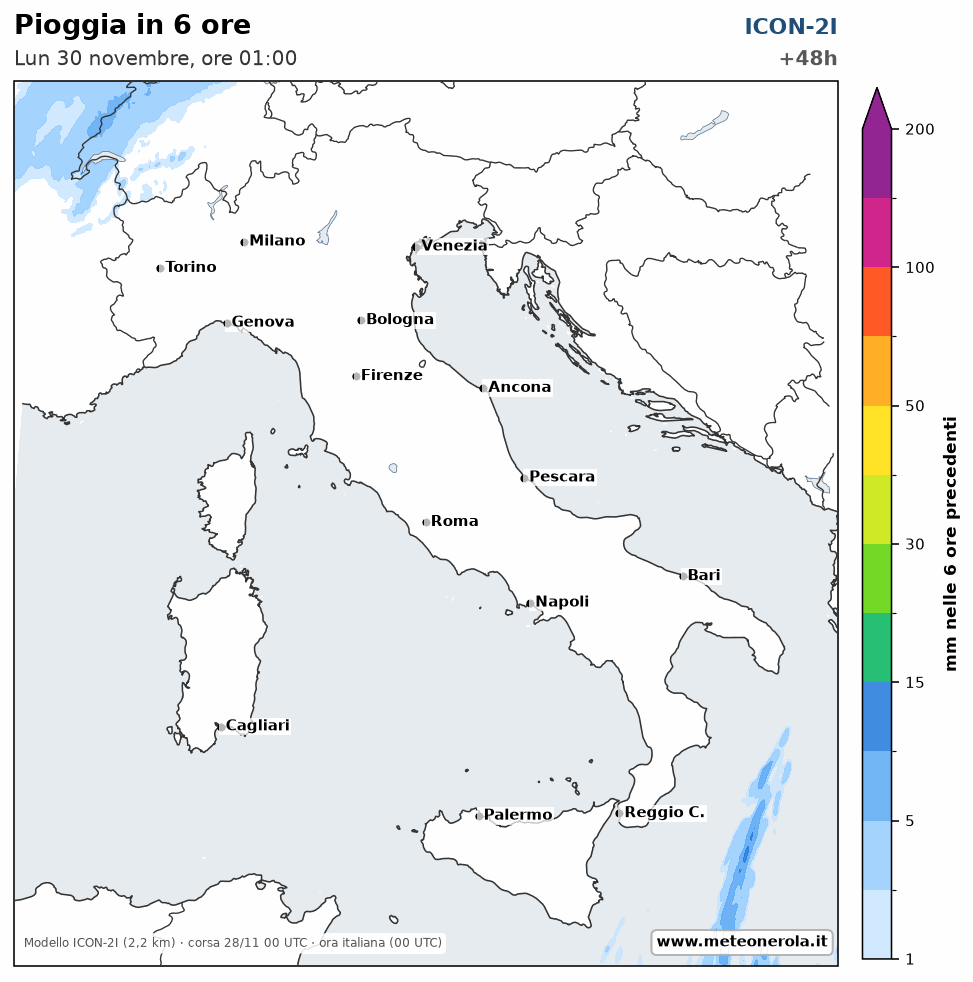 Pioggia in 6 ore
ICON-2I
Lun 30 novembre, ore 01:00
+48h
200
Milano
Venezia
Torino
100
Genova
Bologna
Firenze
Ancona
50
Pescara
Roma
30
Bari
Napoli
mm nelle 6 ore precedenti
15
Cagliari
Reggio C.
Palermo
5
Modello ICON-2I (2,2 km) · corsa 28/11 00 UTC · ora italiana (00 UTC)
www.meteonerola.it
1